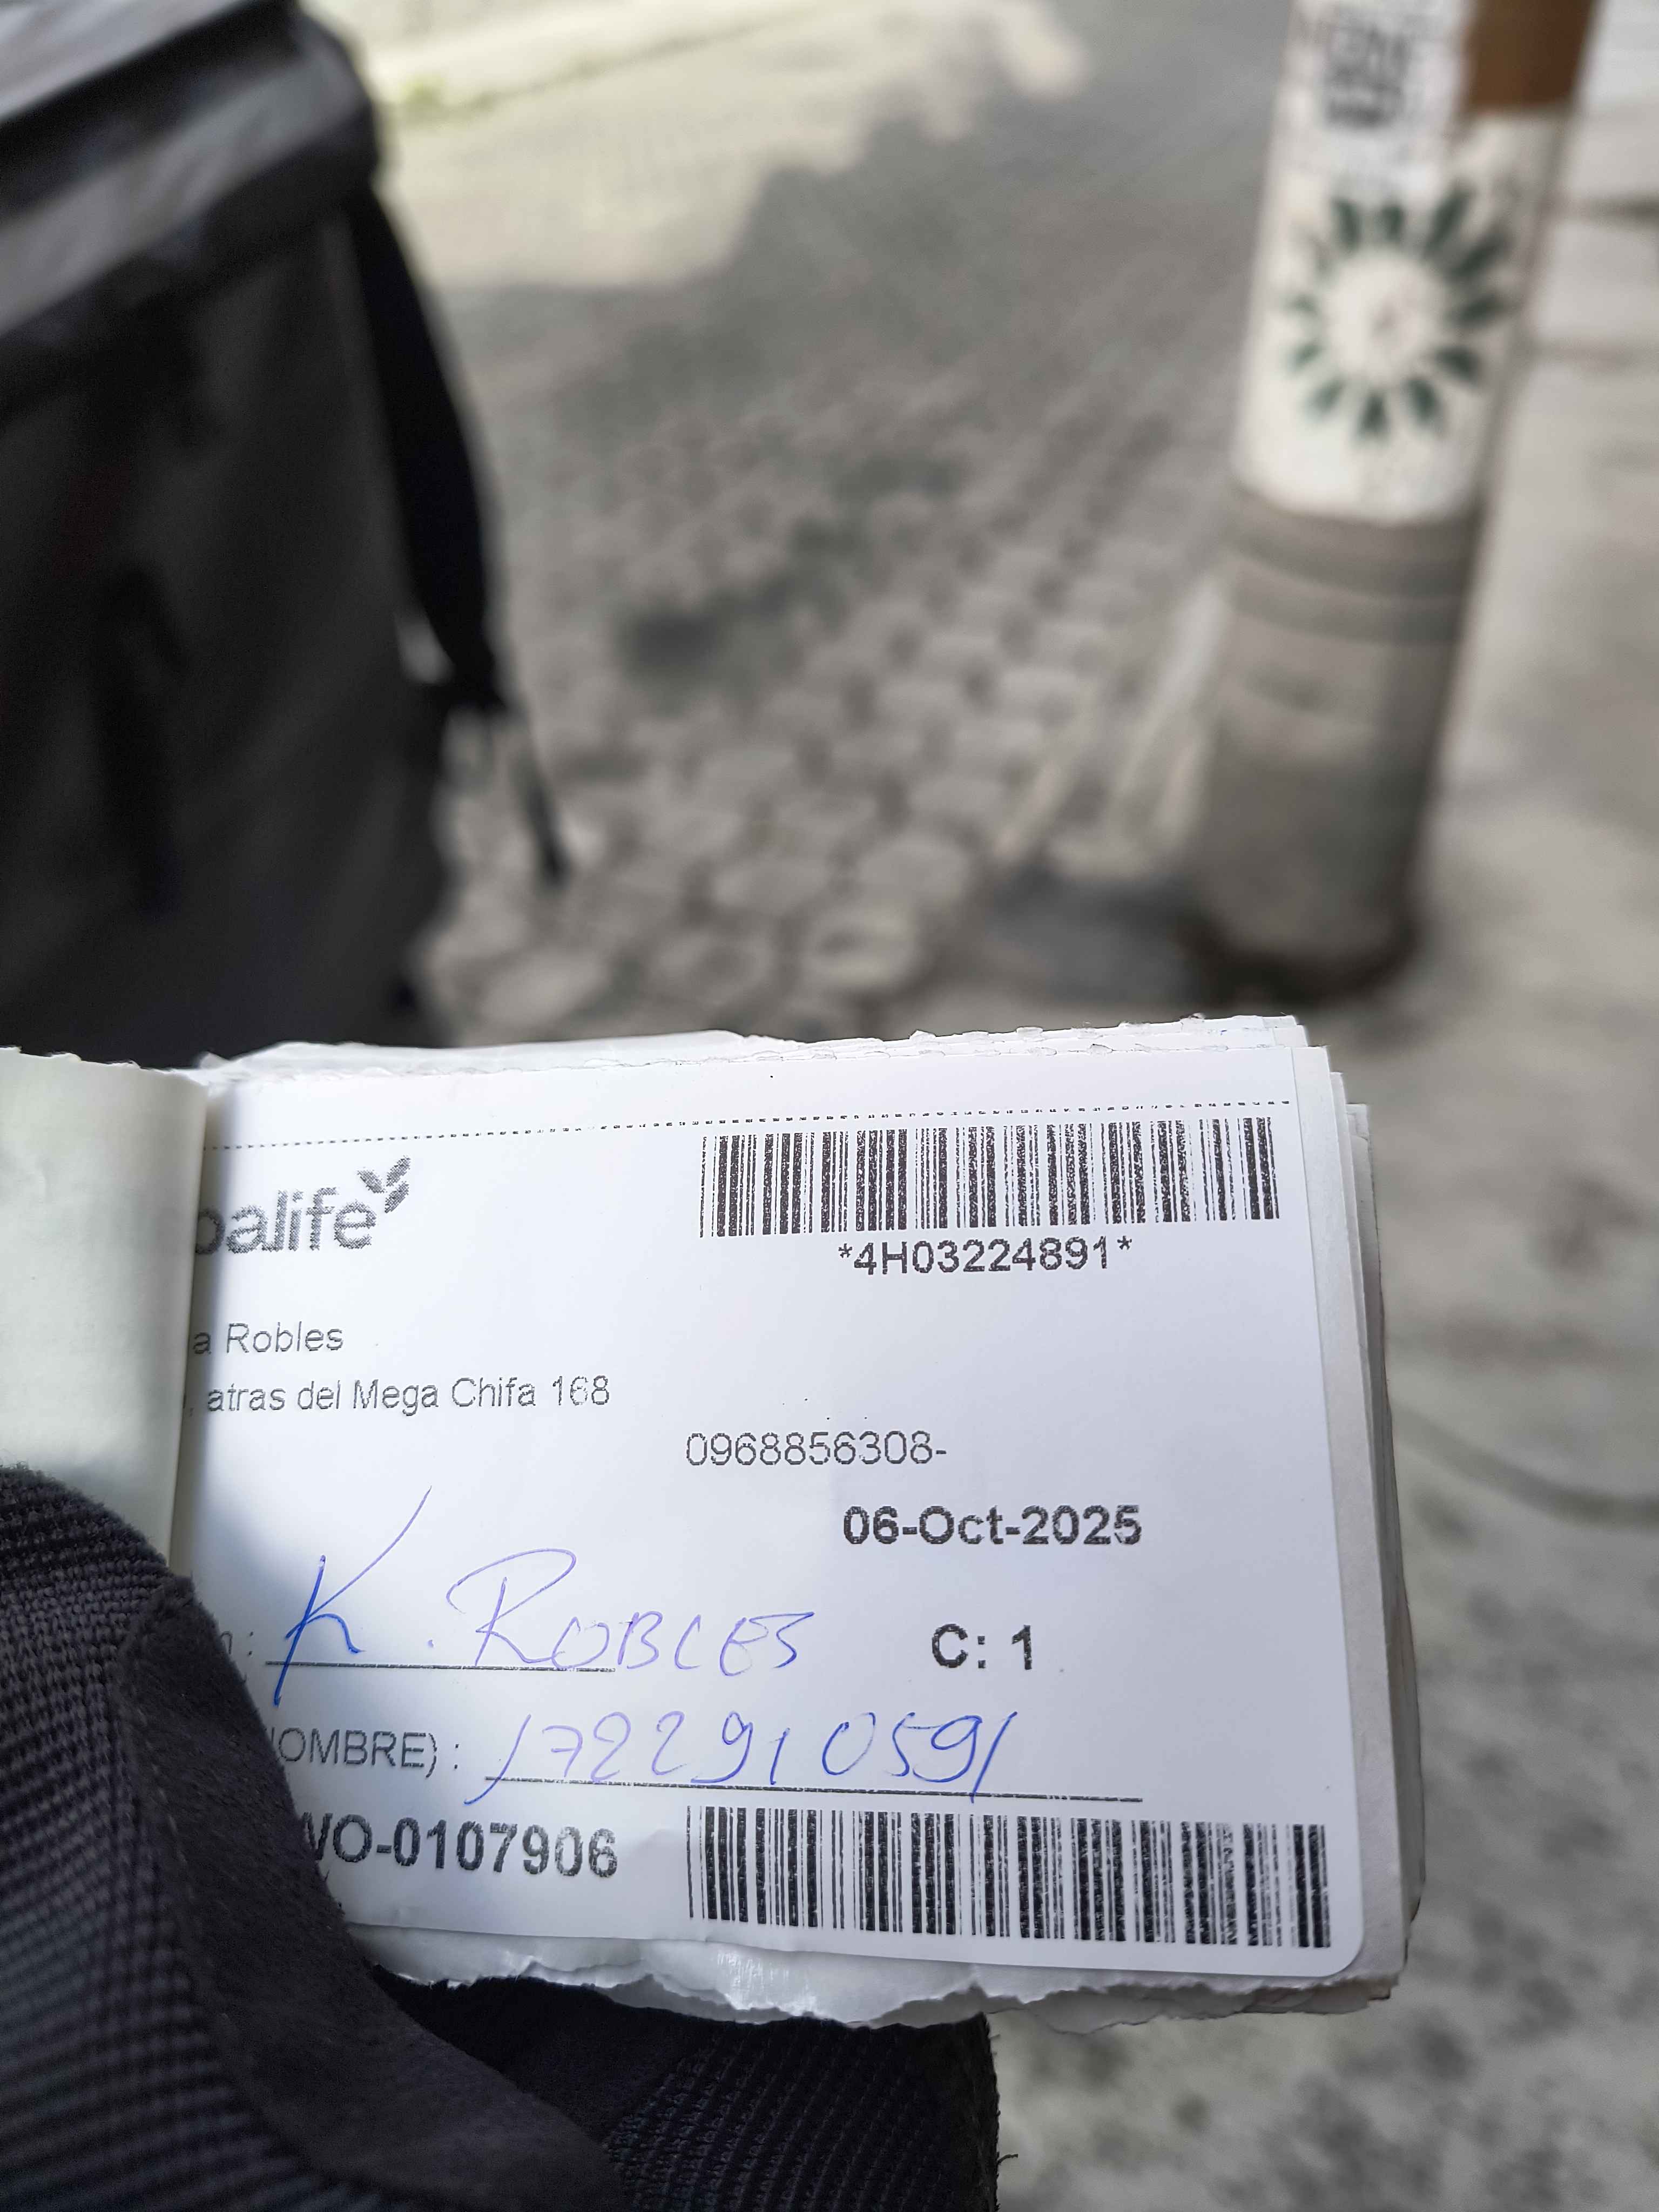 balife
*4H03224891*
a Robles
, atras del Mega Chifa 168
0968856308-
06-Oct-2025
: K. ROBLES C: 1
OMBRE) : 1722910591
VO-0107906